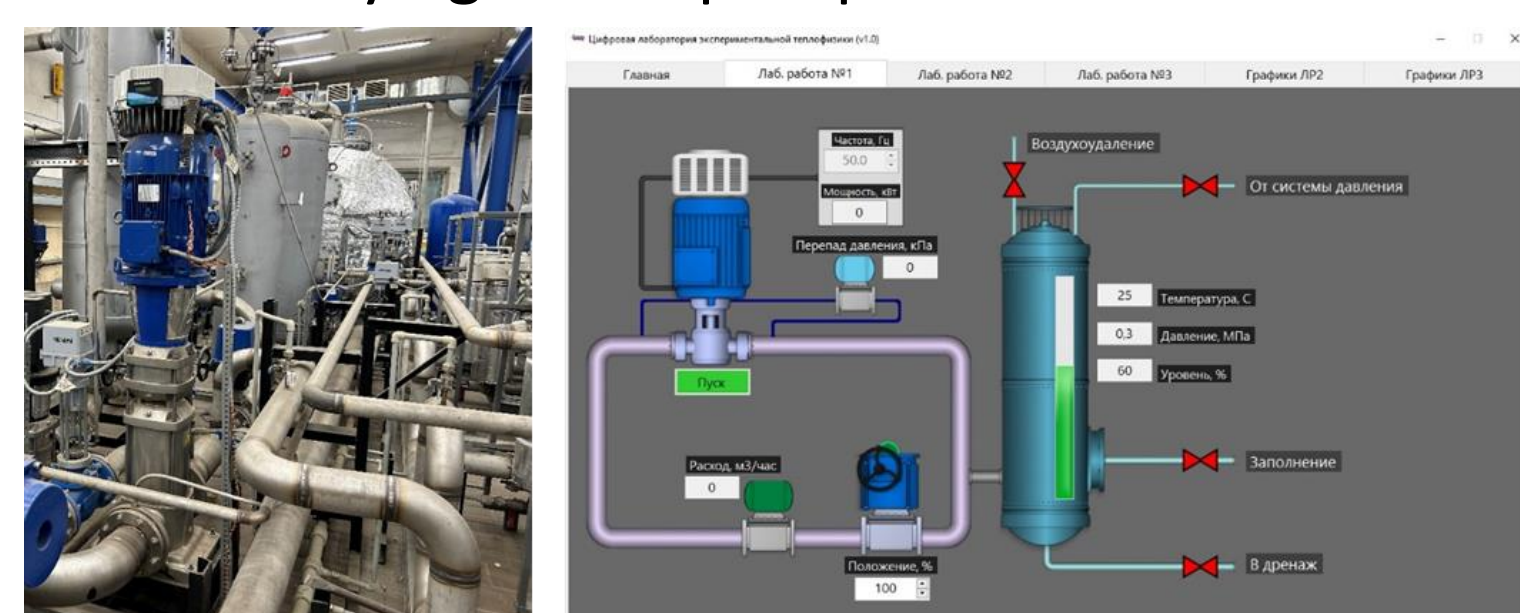 Цифровая лаборатория экспериментальной теплофизики (v1.0)
Главная
Лаб. работа №1
Лаб. работа №2
Лаб. работа №3
Графики ЛР2
Графики ЛР3
Частота, Гц
50.0
Мощность, кВт
0
Воздухоудаление
От системы давления
Перепад давления, кПа
0
25 Температура, С
0,3 Давление, МПа
60 Уровень, %
Пуск
Расход, м3/час
0
Заполнение
Положение, %
100
В дренаж